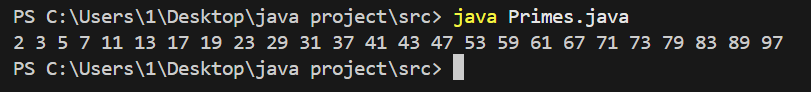 PS C:\Users\1\Desktop\java project\src> java Primes.java
2 3 5 7 11 13 17 19 23 29 31 37 41 43 47 53 59 61 67 71 73 79 83 89 97
PS C:\Users\1\Desktop\java project\src>